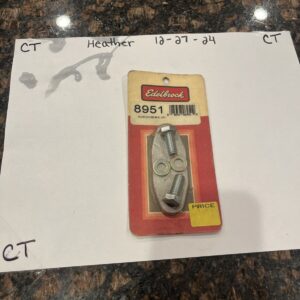 CT Heather 12-27-24 CT
Edelbrock
8951
PRICE
CT